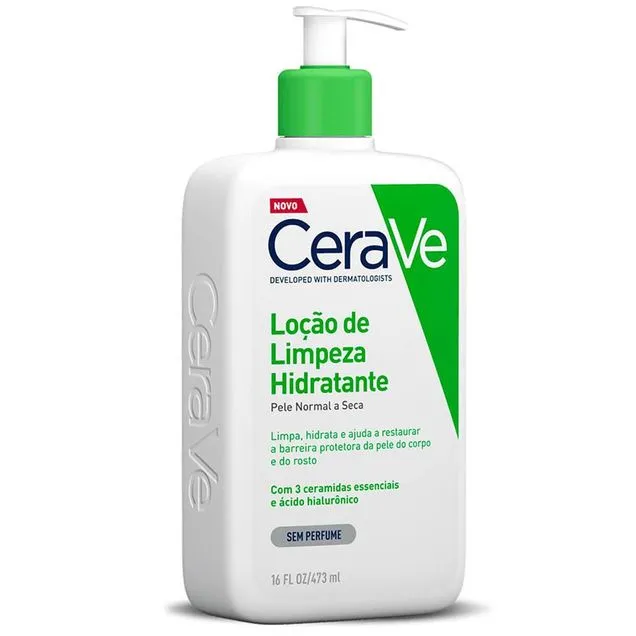 NOVO
CeraVe
DEVELOPED WITH DERMATOLOGISTS
Loção de
Limpeza
Hidratante
Pele Normal a Seca
Limpa, hidrata e ajuda a restaurar
a barreira protetora da pele do corpo
e do rosto
Com 3 ceramidas essenciais
e ácido hialurônico
SEM PERFUME
16 FL OZ/473 ml
CeraVe